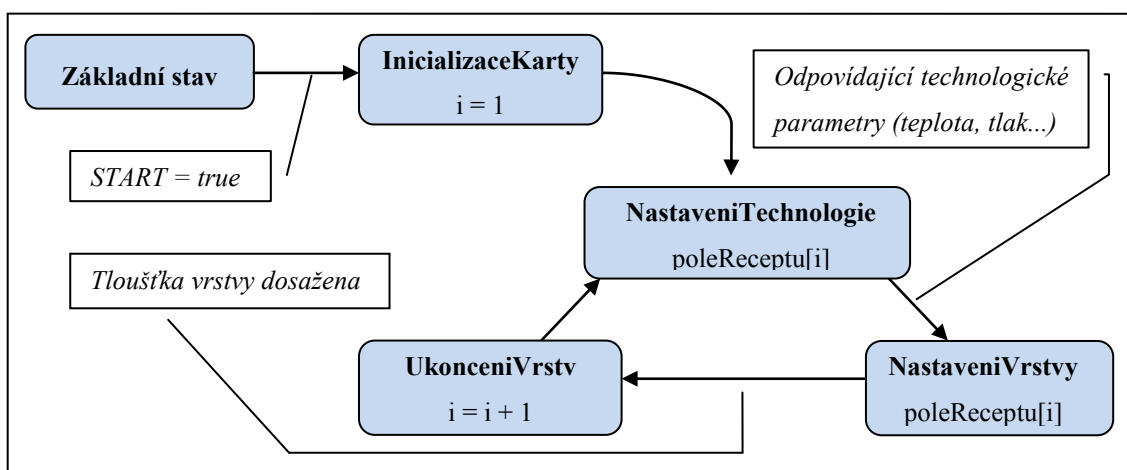 Základní stav
InicializaceKarty
i = 1
Odpovídající technologické
parametry (teplota, tlak...)
START = true
NastaveniTechnologie
poleReceptu[i]
Tloušťka vrstvy dosažena
UkonceniVrstv
i = i + 1
NastaveniVrstvy
poleReceptu[i]